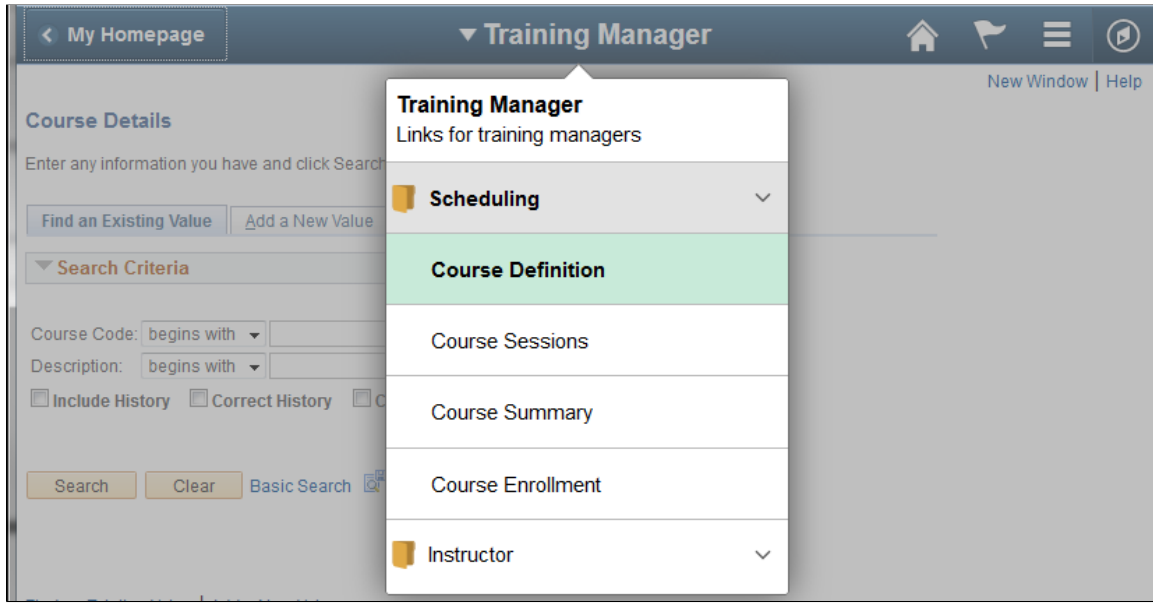 My Homepage
Training Manager
New Window | Help
Course Details
Enter any information you have and click Search
Find an Existing Value
Add a New Value
Search Criteria
Course Code: begins with
Description: begins with
Include History Correct History C
Search Clear Basic Search
Training Manager
Links for training managers
Scheduling
Course Definition
Course Sessions
Course Summary
Course Enrollment
Instructor